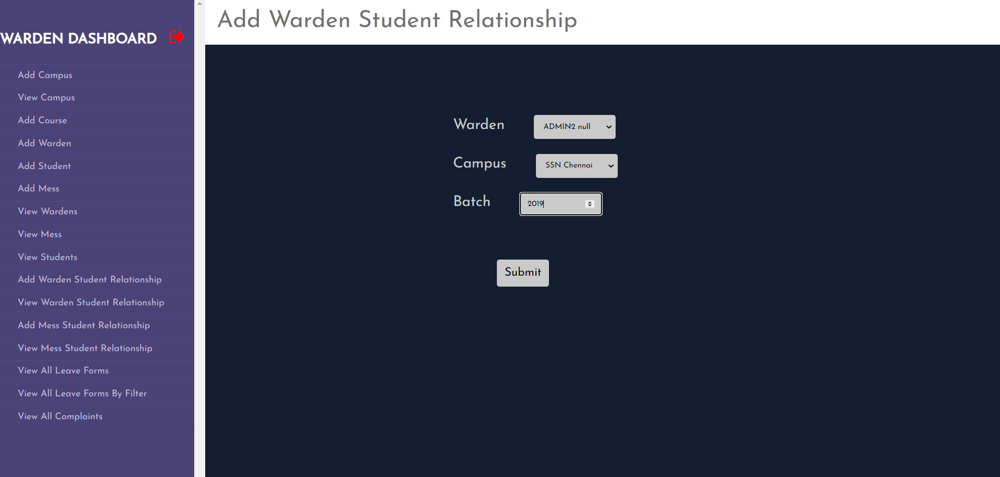 WARDEN DASHBOARD
Add Campus
View Campus
Add Course
Add Warden
Add Student
Add Mess
View Wardens
View Mess
View Students
Add Warden Student Relationship
View Warden Student Relationship
Add Mess Student Relationship
View Mess Student Relationship
View All Leave Forms
View All Leave Forms By Filter
View All Complaints
Add Warden Student Relationship
Warden ADMIN2 null
Campus SSN Chennai
Batch 2019
Submit